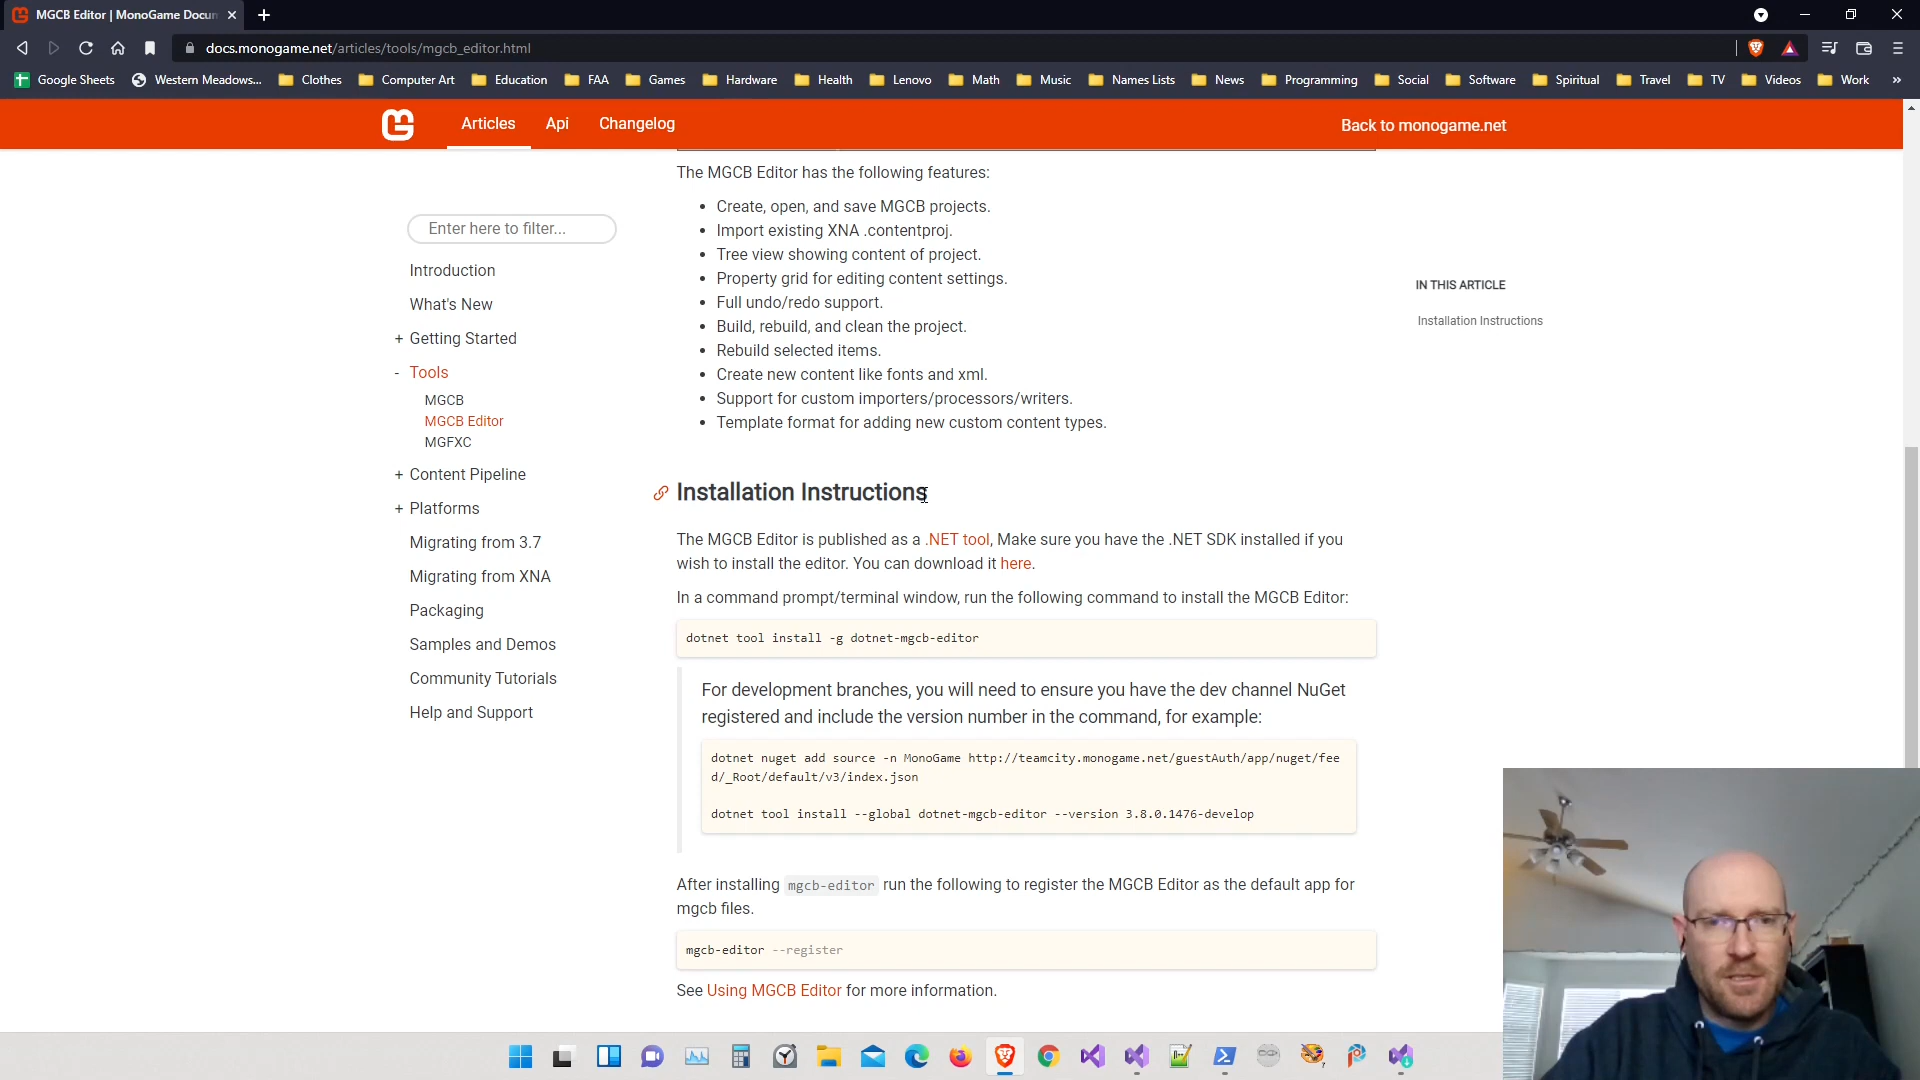 MGCB Editor | MonoGame Docum
docs.monogame.net/articles/tools/mgcb_editor.html
Google Sheets
Western Meadows...
Clothes
Computer Art
Education
FAA
Games
Hardware
Health
Lenovo
Math
Music
Names Lists
News
Programming
Social
Software
Spiritual
Travel
TV
Videos
Work
»
Articles
Api
Changelog
Back to monogame.net
Enter here to filter...
Introduction
What's New
+ Getting Started
- Tools
MGCB
MGCB Editor
MGFXC
+ Content Pipeline
+ Platforms
Migrating from 3.7
Migrating from XNA
Packaging
Samples and Demos
Community Tutorials
Help and Support
The MGCB Editor has the following features:
• Create, open, and save MGCB projects.
• Import existing XNA .contentproj.
• Tree view showing content of project.
• Property grid for editing content settings.
• Full undo/redo support.
• Build, rebuild, and clean the project.
• Rebuild selected items.
• Create new content like fonts and xml.
• Support for custom importers/processors/writers.
• Template format for adding new custom content types.
Installation Instructions
The MGCB Editor is published as a .NET tool, Make sure you have the .NET SDK installed if you
wish to install the editor. You can download it here.
In a command prompt/terminal window, run the following command to install the MGCB Editor:
dotnet tool install -g dotnet-mgcb-editor
For development branches, you will need to ensure you have the dev channel NuGet
registered and include the version number in the command, for example:
dotnet nuget add source -n MonoGame http://teamcity.monogame.net/guestAuth/app/nuget/fee
d/_Root/default/v3/index.json
dotnet tool install --global dotnet-mgcb-editor --version 3.8.0.1476-develop
After installing mgcb-editor run the following to register the MGCB Editor as the default app for
mgcb files.
mgcb-editor --register
See Using MGCB Editor for more information.
IN THIS ARTICLE
Installation Instructions